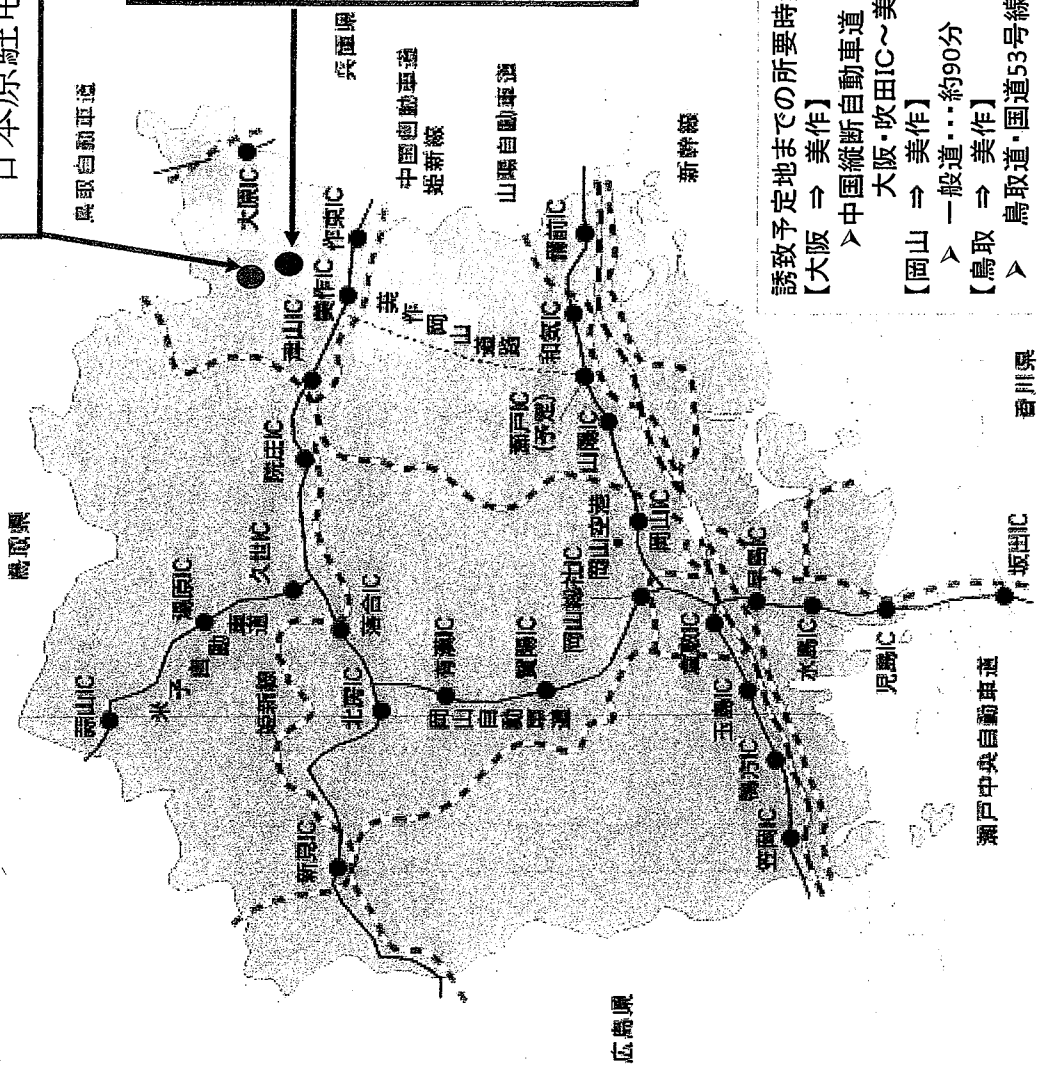 日本原駐屯
鳥取自動車道
兵庫県
中国自動車道
姫新線
山陽自動車道
新幹線
鳥取県
広島県
香川県
瀬戸中央自動車道
大原IC
作東IC
美作IC
津山IC
院庄IC
久世IC
湯原IC
蒜山IC
米子自動車道
落合IC
姫新線
北房IC
新見IC
有漢IC
賀陽IC
岡山自動車道
岡山総社IC
岡山空港
岡山IC
山陽IC
瀬戸IC
(予定)
和気IC
備前IC
美作岡山道路
倉敷IC
早島IC
水島IC
児島IC
坂出IC
玉島IC
鴨方IC
笠岡IC
誘致予定地までの所要時
【大阪 ⇒ 美作】
➢中国縦断自動車道
大阪・吹田IC～美
【岡山 ⇒ 美作】
➢ 一般道・・・約90分
【鳥取 ⇒ 美作】
➢ 鳥取道・国道53号線